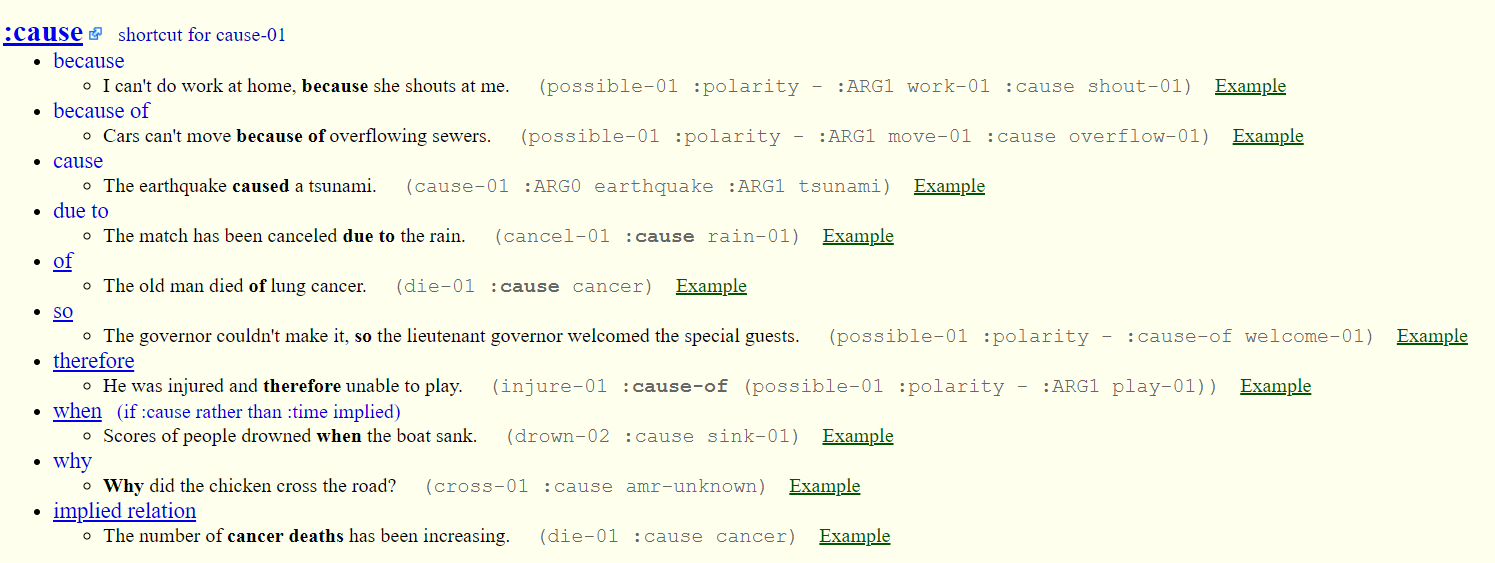 :cause shortcut for cause-01
because
I can't do work at home, because she shouts at me. (possible-01 :polarity - :ARG1 work-01 :cause shout-01) Example
because of
Cars can't move because of overflowing sewers. (possible-01 :polarity - :ARG1 move-01 :cause overflow-01) Example
cause
The earthquake caused a tsunami. (cause-01 :ARG0 earthquake :ARG1 tsunami) Example
due to
The match has been canceled due to the rain. (cancel-01 :cause rain-01) Example
of
The old man died of lung cancer. (die-01 :cause cancer) Example
so
The governor couldn't make it, so the lieutenant governor welcomed the special guests. (possible-01 :polarity - :cause-of welcome-01) Example
therefore
He was injured and therefore unable to play. (injure-01 :cause-of (possible-01 :polarity - :ARG1 play-01)) Example
when (if :cause rather than :time implied)
Scores of people drowned when the boat sank. (drown-02 :cause sink-01) Example
why
Why did the chicken cross the road? (cross-01 :cause amr-unknown) Example
implied relation
The number of cancer deaths has been increasing. (die-01 :cause cancer) Example